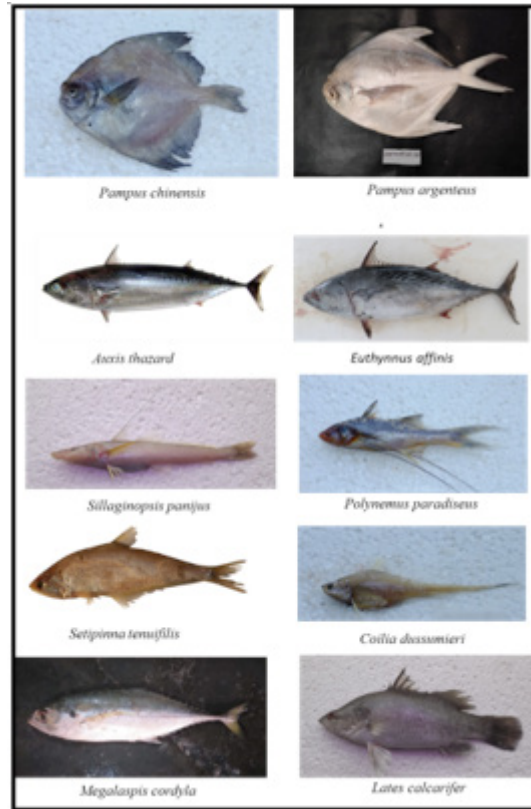 Pampus chinensis
Pampus argenteus
Auxis thazard
Euthynnus affinis
Sillaginopsis panijus
Polynemus paradiseus
Setipinna tenuifilis
Coilia dussumieri
Megalaspis cordyla
Lates calcarifer